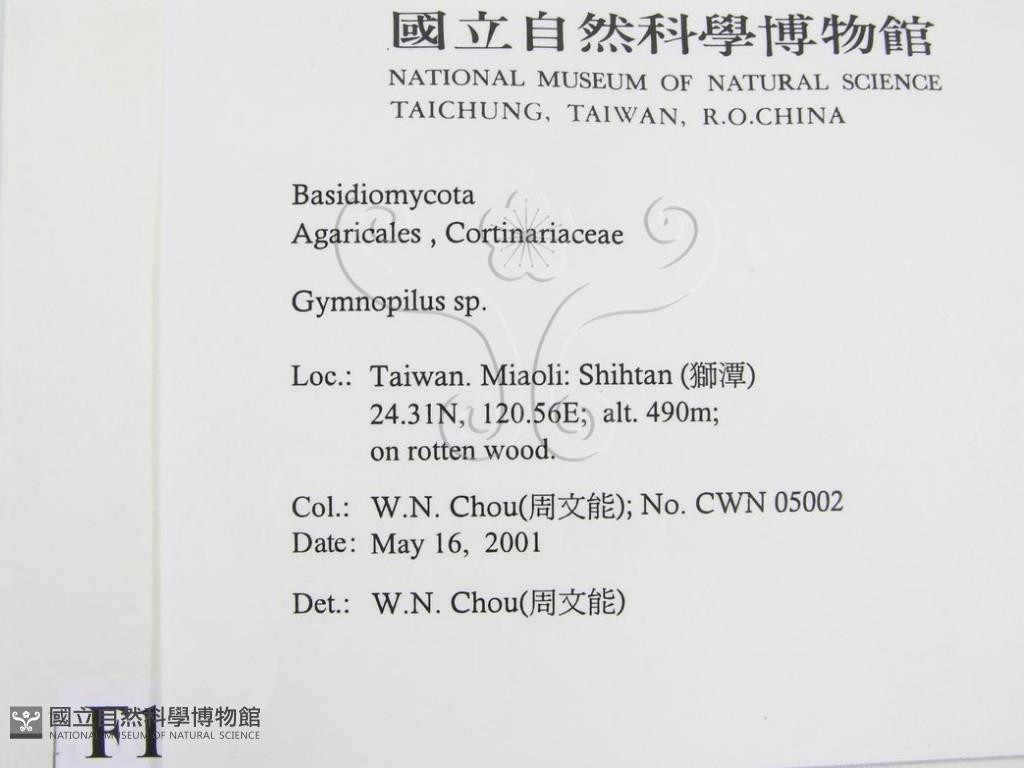 國立自然科學博物館
NATIONAL MUSEUM OF NATURAL SCIENCE
TAICHUNG, TAIWAN, R.O.CHINA
Basidiomycota
Agaricales , Cortinariaceae
Gymnopilus sp.
Loc.: Taiwan. Miaoli: Shihtan (獅潭)
24.31N, 120.56E; alt. 490m;
on rotten wood.
Col.: W.N. Chou(周文能); No. CWN 05002
Date: May 16, 2001
Det.: W.N. Chou(周文能)
國立自然科學博物館
NATIONAL MUSEUM OF NATURAL SCIENCE
F1